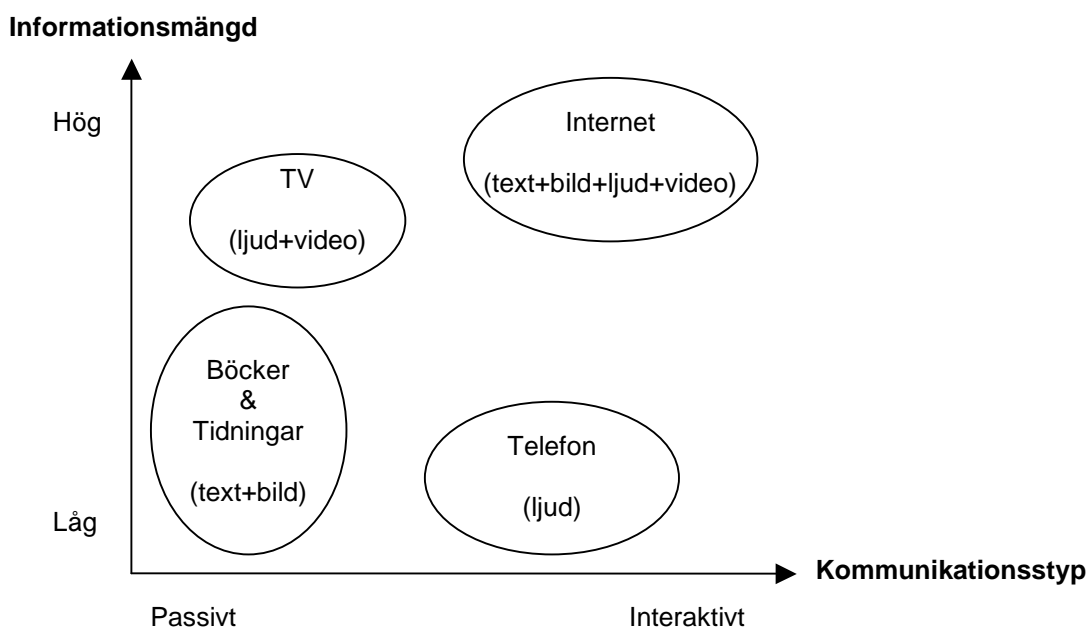 Informationsmängd
Hög
Internet
(text+bild+ljud+video)
TV
(ljud+video)
Böcker
&
Tidningar
(text+bild)
Telefon
(ljud)
Låg
Kommunikationsstyp
Passivt
Interaktivt